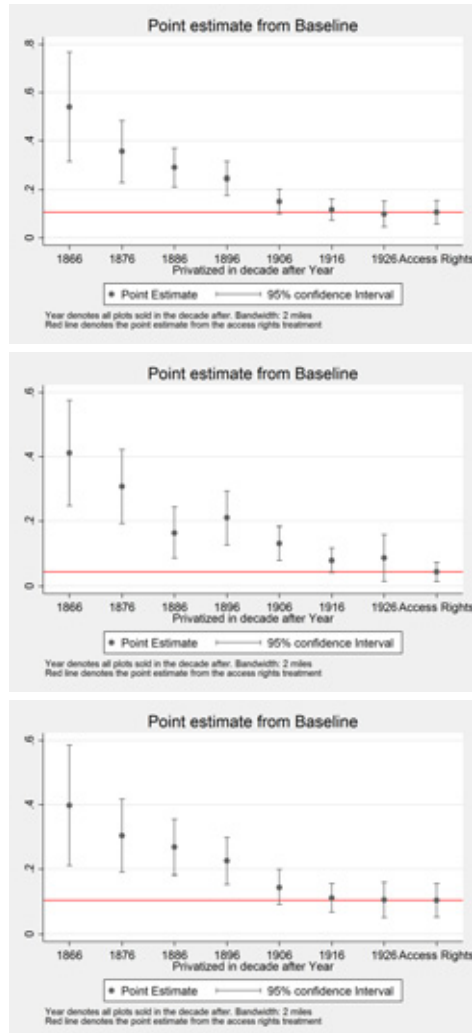 Point estimate from Baseline
.8
.6
.4
.2
0
1866 1876 1886 1896 1906 1916 1926 Access Rights
Privatized in decade after Year
Point Estimate 95% confidence Interval
Year denotes all plots sold in the decade after. Bandwidth: 2 miles
Red line denotes the point estimate from the access rights treatment
Point estimate from Baseline
.6
.4
.2
0
1866 1876 1886 1896 1906 1916 1926 Access Rights
Privatized in decade after Year
Point Estimate 95% confidence Interval
Year denotes all plots sold in the decade after. Bandwidth: 2 miles
Red line denotes the point estimate from the access rights treatment
Point estimate from Baseline
.6
.4
.2
0
1866 1876 1886 1896 1906 1916 1926 Access Rights
Privatized in decade after Year
Point Estimate 95% confidence Interval
Year denotes all plots sold in the decade after. Bandwidth: 2 miles
Red line denotes the point estimate from the access rights treatment